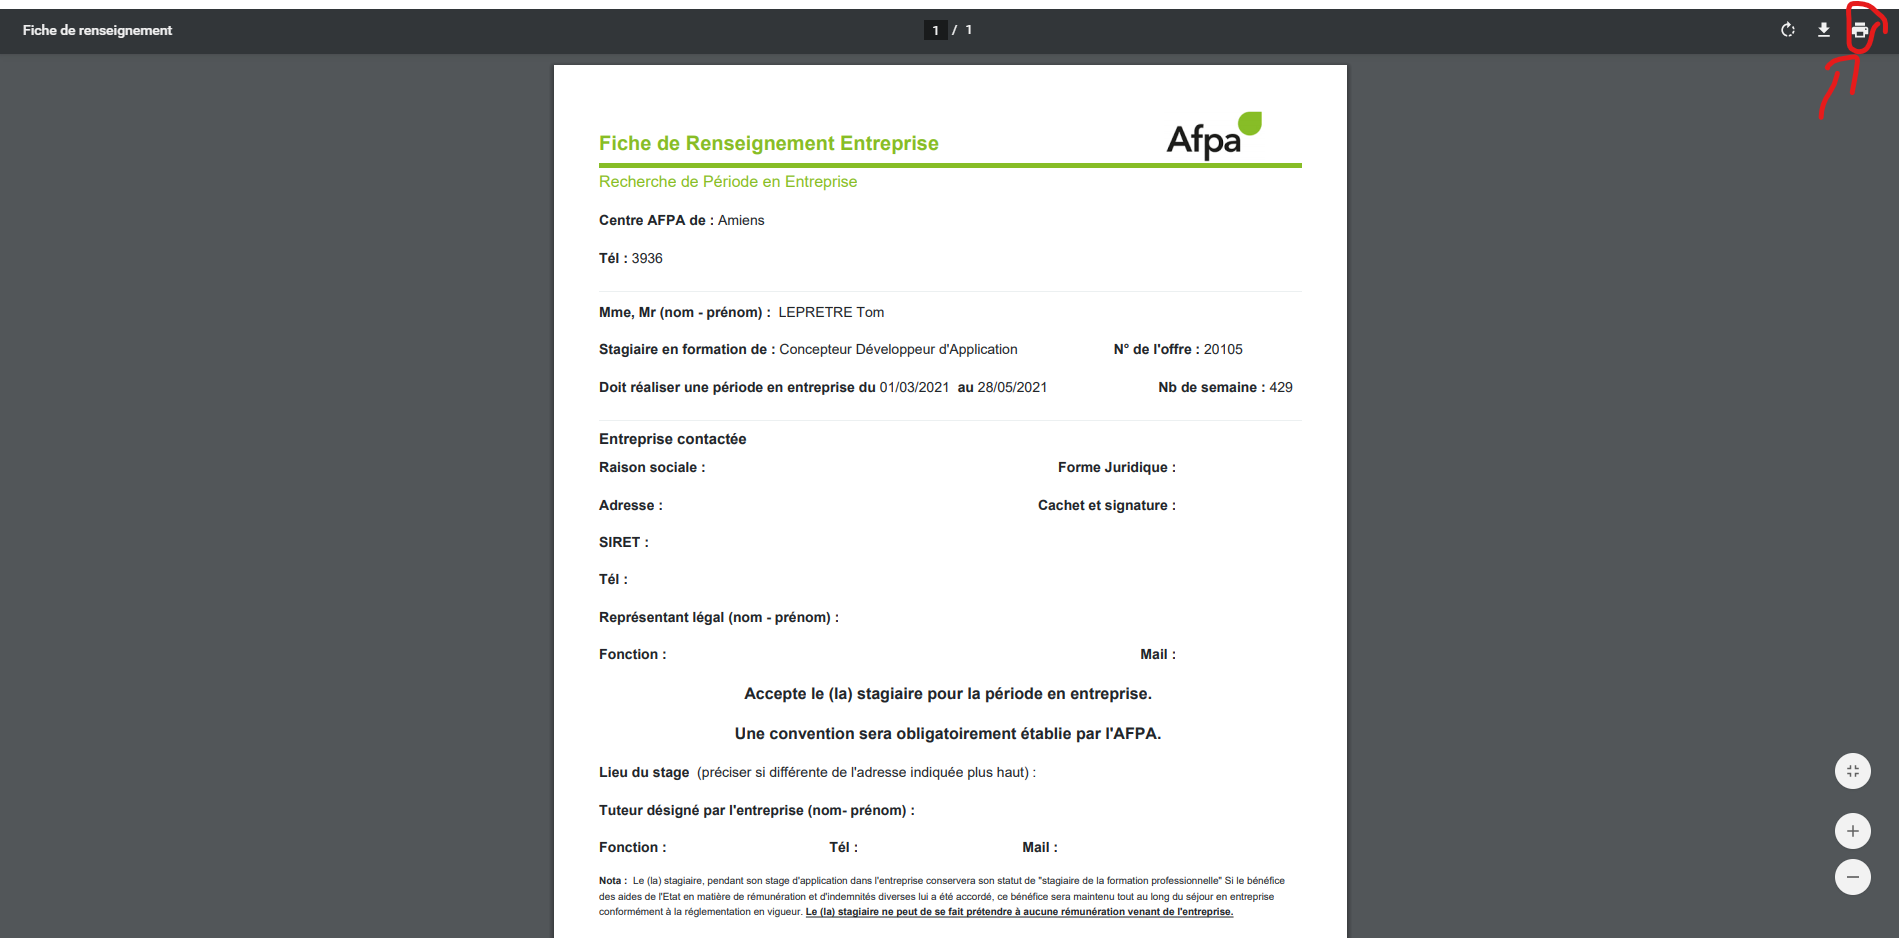 Fiche de renseignement 1 / 1
Afpa
Fiche de Renseignement Entreprise
Recherche de Période en Entreprise
Centre AFPA de : Amiens
Tél : 3936
Mme, Mr (nom - prénom) : LEPRETRE Tom
Stagiaire en formation de : Concepteur Développeur d'Application N° de l'offre : 20105
Doit réaliser une période en entreprise du 01/03/2021 au 28/05/2021 Nb de semaine : 429
Entreprise contactée
Raison sociale : Forme Juridique :
Adresse : Cachet et signature :
SIRET :
Tél :
Représentant légal (nom - prénom) :
Fonction : Mail :
Accepte le (la) stagiaire pour la période en entreprise.
Une convention sera obligatoirement établie par l'AFPA.
Lieu du stage (préciser si différente de l'adresse indiquée plus haut) :
Tuteur désigné par l'entreprise (nom- prénom) :
Fonction : Tél : Mail :
Nota : Le (la) stagiaire, pendant son stage d'application dans l'entreprise conservera son statut de "stagiaire de la formation professionnelle" Si le bénéfice
des aides de l'Etat en matière de rémunération et d'indemnités diverses lui a été accordé, ce bénéfice sera maintenu tout au long du séjour en entreprise
conformément à la réglementation en vigueur. Le (la) stagiaire ne peut de se fait prétendre à aucune rémunération venant de l'entreprise.